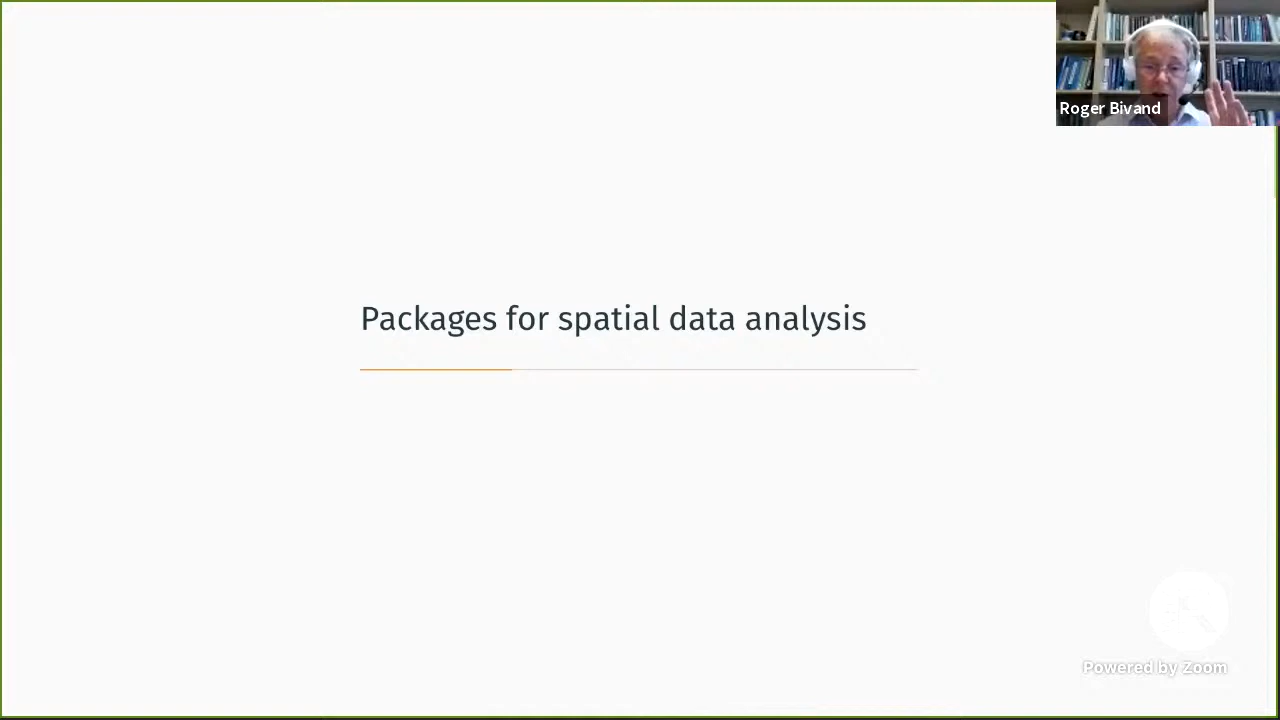 Roger Bivand
Packages for spatial data analysis
Powered by Zoom